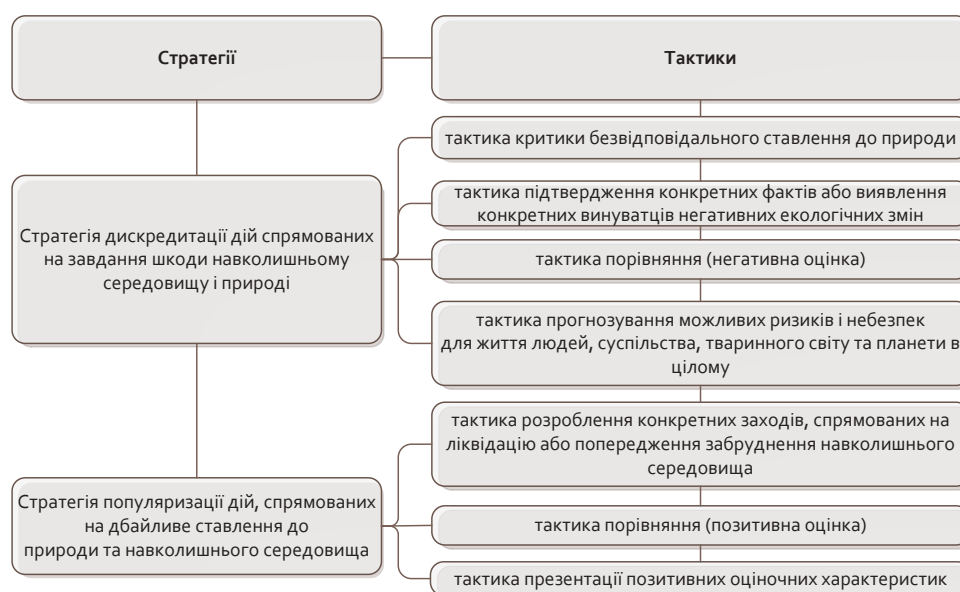 Стратегії
Тактики
тактика критики безвідповідального ставлення до природи
тактика підтвердження конкретних фактів або виявлення
конкретних винуватців негативних екологічних змін
Стратегія дискредитації дій спрямованих
на завдання шкоди навколишньому
середовищу і природі
тактика порівняння (негативна оцінка)
тактика прогнозування можливих ризиків і небезпек
для життя людей, суспільства, тваринного світу та планети в
цілому
тактика розроблення конкретних заходів, спрямованих на
ліквідацію або попередження забруднення навколишнього
середовища
Стратегія популяризації дій, спрямованих
на дбайливе ставлення до
природи та навколишнього середовища
тактика порівняння (позитивна оцінка)
тактика презентації позитивних оціночних характеристик